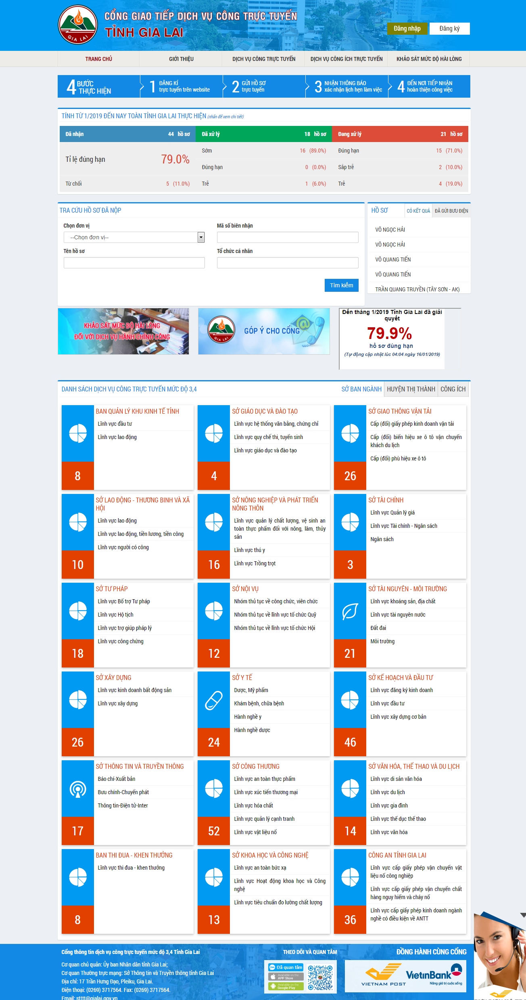 CỔNG GIAO TIẾP DỊCH VỤ CÔNG TRỰC TUYẾN
TỈNH GIA LAI
GIA LAI
Đăng nhập
Đăng ký
TRANG CHỦ
GIỚI THIỆU
DỊCH VỤ CÔNG TRỰC TUYẾN
DỊCH VỤ CÔNG ÍCH TRỰC TUYẾN
KHẢO SÁT MỨC ĐỘ HÀI LÒNG
4 BƯỚC
THỰC HIỆN
1 ĐĂNG KÍ
trực tuyến trên website
2 GỬI HỒ SƠ
trực tuyến
3 NHẬN THÔNG BÁO
xác nhận lịch hẹn làm việc
4 ĐẾN NƠI TIẾP NHẬN
hoàn thiện công việc
TÍNH TỪ 1/2019 ĐẾN NAY TOÀN TỈNH GIA LAI THỰC HIỆN (nhấn để xem chi tiết)
Đã nhận 44 hồ sơ
Tỉ lệ đúng hạn 79.0%
Từ chối 5 (11.0%)
Đã xử lý 18 hồ sơ
Sớm 16 (89.0%)
Đúng hạn 0 (0.0%)
Trễ 1 (6.0%)
Đang xử lý 21 hồ sơ
Đúng hạn 15 (71.0%)
Sắp trễ 2 (10.0%)
Trễ 4 (19.0%)
TRA CỨU HỒ SƠ ĐÃ NỘP
Chọn đơn vị
--Chọn đơn vị--
Mã số biên nhận
Tên hồ sơ
Tổ chức cá nhân
Tìm kiếm
HỒ SƠ
CÓ KẾT QUẢ
ĐÃ GỬI BƯU ĐIỆN
VÕ NGỌC HẢI
VÕ NGỌC HẢI
VÕ QUANG TIẾN
VÕ QUANG TIẾN
TRẦN QUANG TRUYỀN (TÂY SƠN - AK)
KHẢO SÁT MỨC ĐỘ HÀI LÒNG
ĐỐI VỚI DỊCH VỤ HÀNH CHÍNH CÔNG
GIA LAI
GÓP Ý CHO CỔNG
Đến tháng 1/2019 Tỉnh Gia Lai đã giải
quyết
79.9%
hồ sơ đúng hạn
(Tự động cập nhật lúc 04:04 ngày 16/01/2019)
DANH SÁCH DỊCH VỤ CÔNG TRỰC TUYẾN MỨC ĐỘ 3,4
SỞ BAN NGÀNH
HUYỆN THỊ THÀNH
CÔNG ÍCH
BAN QUẢN LÝ KHU KINH TẾ TỈNH
Lĩnh vực đầu tư
Lĩnh vực lao động
8
SỞ GIÁO DỤC VÀ ĐÀO TẠO
Lĩnh vực hệ thống văn bằng, chứng chỉ
Lĩnh vực quy chế thi, tuyển sinh
Lĩnh vực giáo dục và đào tạo
4
SỞ GIAO THÔNG VẬN TẢI
Cấp (đổi) giấy phép kinh doanh vận tải
Cấp (đổi) biển hiệu xe ô tô vận chuyển
khách du lịch
Cấp (đổi) phù hiệu xe ô tô
26
SỞ LAO ĐỘNG - THƯƠNG BINH VÀ XÃ
HỘI
Lĩnh vực lao động
Lĩnh vực lao động, tiền lương, tiền công
Lĩnh vực người có công
10
SỞ NÔNG NGHIỆP VÀ PHÁT TRIỂN
NÔNG THÔN
Lĩnh vực quản lý chất lượng, vệ sinh an
toàn thực phẩm đối với nông, lâm, thủy
sản
Lĩnh vực thú y
Lĩnh vực Trồng trọt
16
SỞ TÀI CHÍNH
Lĩnh vực Quản lý giá
Lĩnh vực Tài chính - Ngân sách
Ngân sách
3
SỞ TƯ PHÁP
Lĩnh vực Bổ trợ Tư pháp
Lĩnh vực Hộ tịch
Lĩnh vực trợ giúp pháp lý
Lĩnh vực công chứng
18
SỞ NỘI VỤ
Nhóm thủ tục về công chức, viên chức
Nhóm thủ tục về lĩnh vực tổ chức Quỹ
Nhóm thủ tục về lĩnh vực tổ chức Hội
12
SỞ TÀI NGUYÊN - MÔI TRƯỜNG
Lĩnh vực khoáng sản, địa chất
Lĩnh vực tài nguyên nước
Đất đai
Môi trường
21
SỞ XÂY DỰNG
Lĩnh vực kinh doanh bất động sản
Lĩnh vực xây dựng
26
SỞ Y TẾ
Dược, Mỹ phẩm
Khám bệnh, chữa bệnh
Hành nghề y
Hành nghề dược
24
SỞ KẾ HOẠCH VÀ ĐẦU TƯ
Lĩnh vực đăng ký kinh doanh
Lĩnh vực đầu tư
Lĩnh vực xây dựng cơ bản
46
SỞ THÔNG TIN VÀ TRUYỀN THÔNG
Báo chí-Xuất bản
Bưu chính-Chuyển phát
Thông tin-Điện tử-Inter
17
SỞ CÔNG THƯƠNG
Lĩnh vực an toàn thực phẩm
Lĩnh vực xúc tiến thương mại
Lĩnh vực hóa chất
Lĩnh vực quản lý cạnh tranh
Lĩnh vực vật liệu nổ
52
SỞ VĂN HÓA, THỂ THAO VÀ DU LỊCH
Lĩnh vực di sản văn hóa
Lĩnh vực du lịch
Lĩnh vực gia đình
Lĩnh vực thể dục thể thao
Lĩnh vực văn hóa
14
BAN THI ĐUA - KHEN THƯỞNG
Lĩnh vực thi đua - khen thưởng
8
SỞ KHOA HỌC VÀ CÔNG NGHỆ
Lĩnh vực an toàn bức xạ
Lĩnh vực Hoạt động khoa học và Công
nghệ
Lĩnh vực tiêu chuẩn đo lường chất lượng
13
CÔNG AN TỈNH GIA LAI
Lĩnh vực cấp giấy phép vận chuyển vật
liệu nổ công nghiệp
Lĩnh vực cấp giấy phép vận chuyển chất
hàng nguy hiểm và cháy nổ
Lĩnh vực cấp giấy phép kinh doanh ngành
nghề có điều kiện về ANTT
36
Cổng thông tin dịch vụ công trực tuyến mức độ 3,4 Tỉnh Gia Lai
Cơ quan chủ quản: Ủy ban Nhân dân tỉnh Gia Lai;
Cơ quan Thường trực mạng: Sở Thông tin và Truyền thông tỉnh Gia Lai
Địa chỉ: 17 Trần Hưng Đạo, Pleiku, Gia Lai.
Điện thoại: (0269) 3717564. Fax: (0269) 3717564.
Email: stttt@gialai.gov.vn
THEO DÕI VÀ QUAN TÂM
Zalo Đã quan tâm
Available on the
APP Store
Available on the
Google Play
ĐỒNG HÀNH CÙNG CỔNG
VIETNAM POST
VietinBank
Nâng giá trị cuộc sống